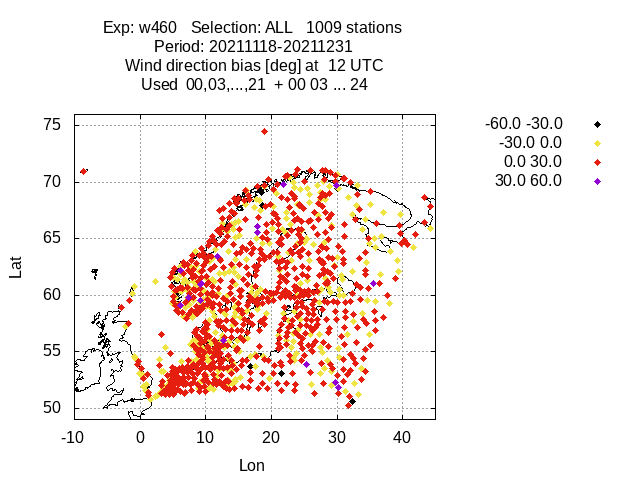 Exp: w460 Selection: ALL 1009 stations
Period: 20211118-20211231
Wind direction bias [deg] at 12 UTC
Used 00,03,...,21 + 00 03 ... 24
-60.0 -30.0
-30.0 0.0
0.0 30.0
30.0 60.0
75
70
65
60
55
50
Lat
-10 0 10 20 30 40
Lon